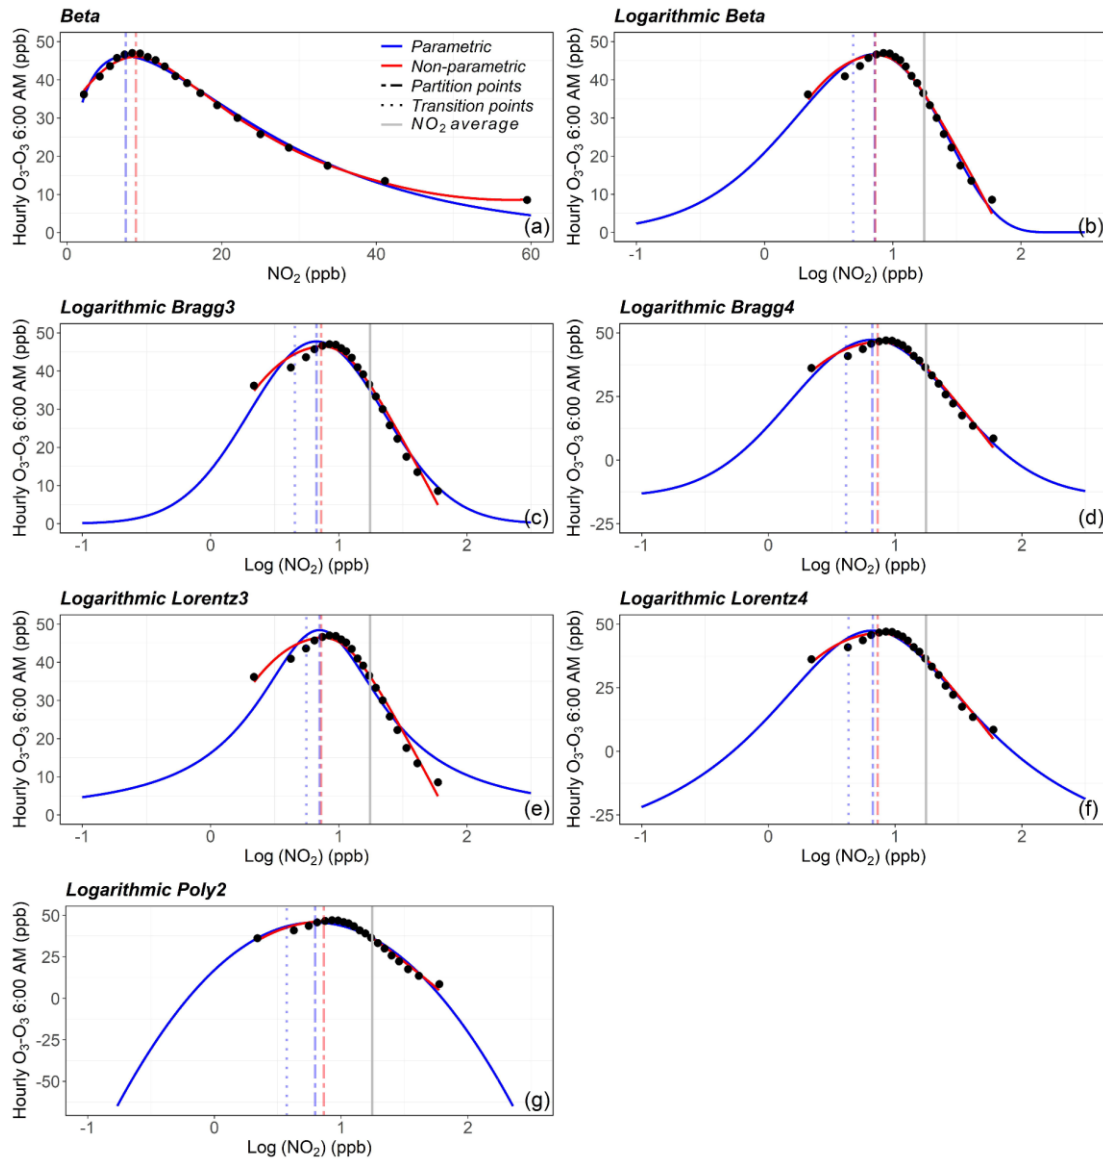 Beta
Hourly O₃-O₃ 6:00 AM (ppb)
50
40
30
20
10
0
Parametric
Non-parametric
Partition points
Transition points
NO₂ average
(a)
0 20 40 60
NO₂ (ppb)
Logarithmic Beta
Hourly O₃-O₃ 6:00 AM (ppb)
50
40
30
20
10
0
(b)
-1 0 1 2
Log (NO₂) (ppb)
Logarithmic Bragg3
Hourly O₃-O₃ 6:00 AM (ppb)
50
40
30
20
10
0
(c)
-1 0 1 2
Log (NO₂) (ppb)
Logarithmic Bragg4
Hourly O₃-O₃ 6:00 AM (ppb)
50
25
0
-25
(d)
-1 0 1 2
Log (NO₂) (ppb)
Logarithmic Lorentz3
Hourly O₃-O₃ 6:00 AM (ppb)
50
40
30
20
10
0
(e)
-1 0 1 2
Log (NO₂) (ppb)
Logarithmic Lorentz4
Hourly O₃-O₃ 6:00 AM (ppb)
50
25
0
-25
(f)
-1 0 1 2
Log (NO₂) (ppb)
Logarithmic Poly2
Hourly O₃-O₃ 6:00 AM (ppb)
50
25
0
-25
-50
(g)
-1 0 1 2
Log (NO₂) (ppb)